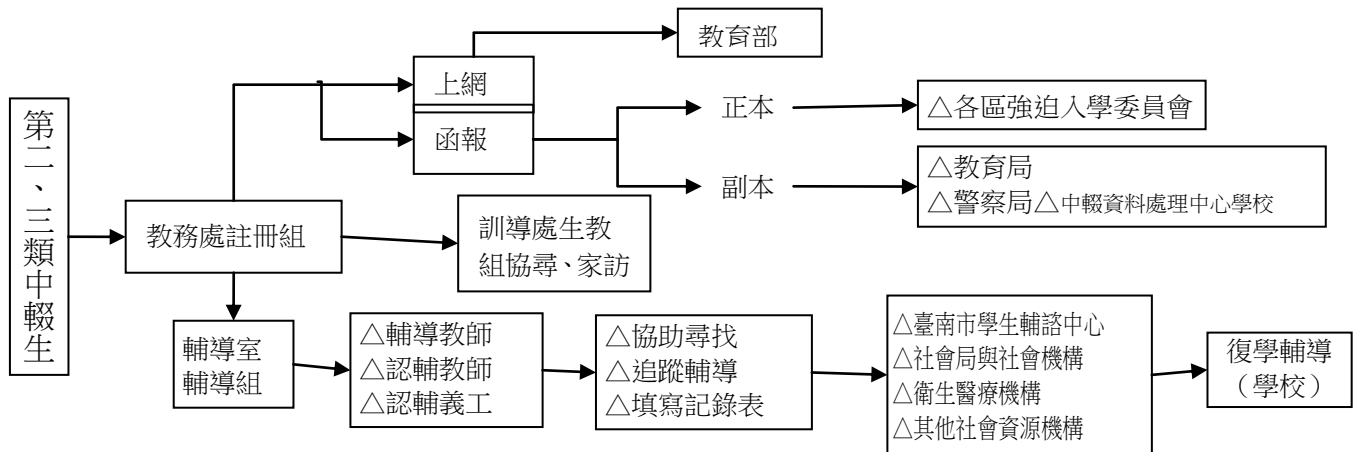 第二、三類中輟生
教務處註冊組
上網
函報
教育部
正本
△各區強迫入學委員會
副本
△教育局
△警察局△中輟資料處理中心學校
訓導處生教
組協尋、家訪
輔導室
輔導組
△輔導教師
△認輔教師
△認輔義工
△協助尋找
△追蹤輔導
△填寫記錄表
△臺南市學生輔諮中心
△社會局與社會機構
△衛生醫療機構
△其他社會資源機構
復學輔導
（學校）